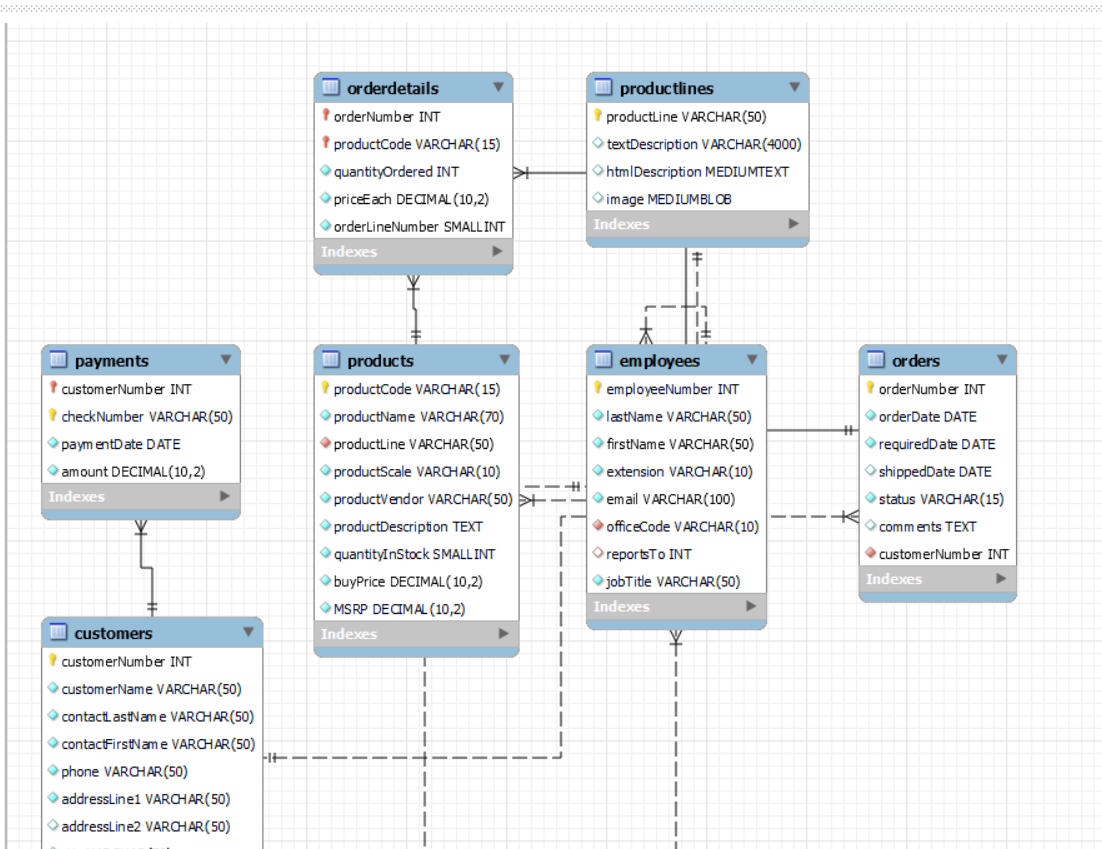 orderdetails
orderNumber INT
productCode VARCHAR(15)
quantityOrdered INT
priceEach DECIMAL(10,2)
orderLineNumber SMALLINT
Indexes
productlines
productLine VARCHAR(50)
textDescription VARCHAR(4000)
htmlDescription MEDIUMTEXT
image MEDIUMBLOB
Indexes
payments
customerNumber INT
checkNumber VARCHAR(50)
paymentDate DATE
amount DECIMAL(10,2)
Indexes
products
productCode VARCHAR(15)
productName VARCHAR(70)
productLine VARCHAR(50)
productScale VARCHAR(10)
productVendor VARCHAR(50)
productDescription TEXT
quantityInStock SMALLINT
buyPrice DECIMAL(10,2)
MSRP DECIMAL(10,2)
Indexes
employees
employeeNumber INT
lastName VARCHAR(50)
firstName VARCHAR(50)
extension VARCHAR(10)
email VARCHAR(100)
officeCode VARCHAR(10)
reportsTo INT
jobTitle VARCHAR(50)
Indexes
orders
orderNumber INT
orderDate DATE
requiredDate DATE
shippedDate DATE
status VARCHAR(15)
comments TEXT
customerNumber INT
Indexes
customers
customerNumber INT
customerName VARCHAR(50)
contactLastName VARCHAR(50)
contactFirstName VARCHAR(50)
phone VARCHAR(50)
addressLine1 VARCHAR(50)
addressLine2 VARCHAR(50)